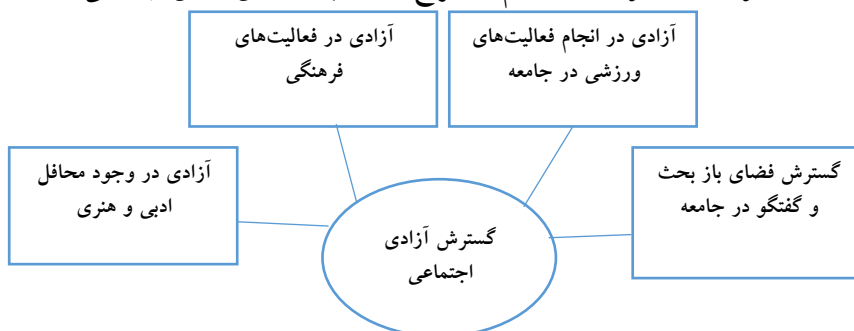 آزادی در انجام فعالیت‌های
ورزشی در جامعه
آزادی در فعالیت‌های
فرهنگی
گسترش فضای باز بحث
و گفتگو در جامعه
آزادی در وجود محافل
ادبی و هنری
گسترش آزادی
اجتماعی